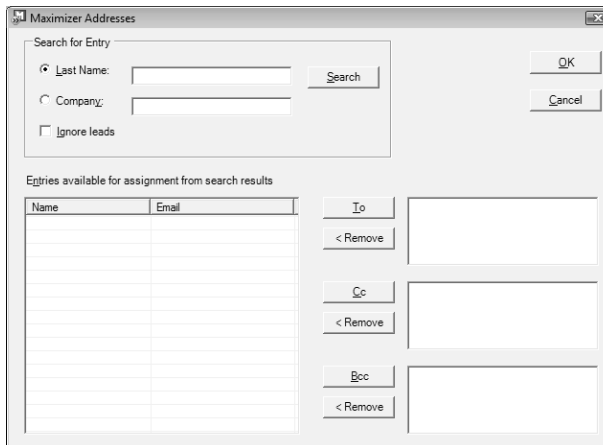 Maximizer Addresses
Search for Entry
Last Name:
Search
OK
Company:
Cancel
Ignore leads
Entries available for assignment from search results
Name Email
To
< Remove
Cc
< Remove
Bcc
< Remove